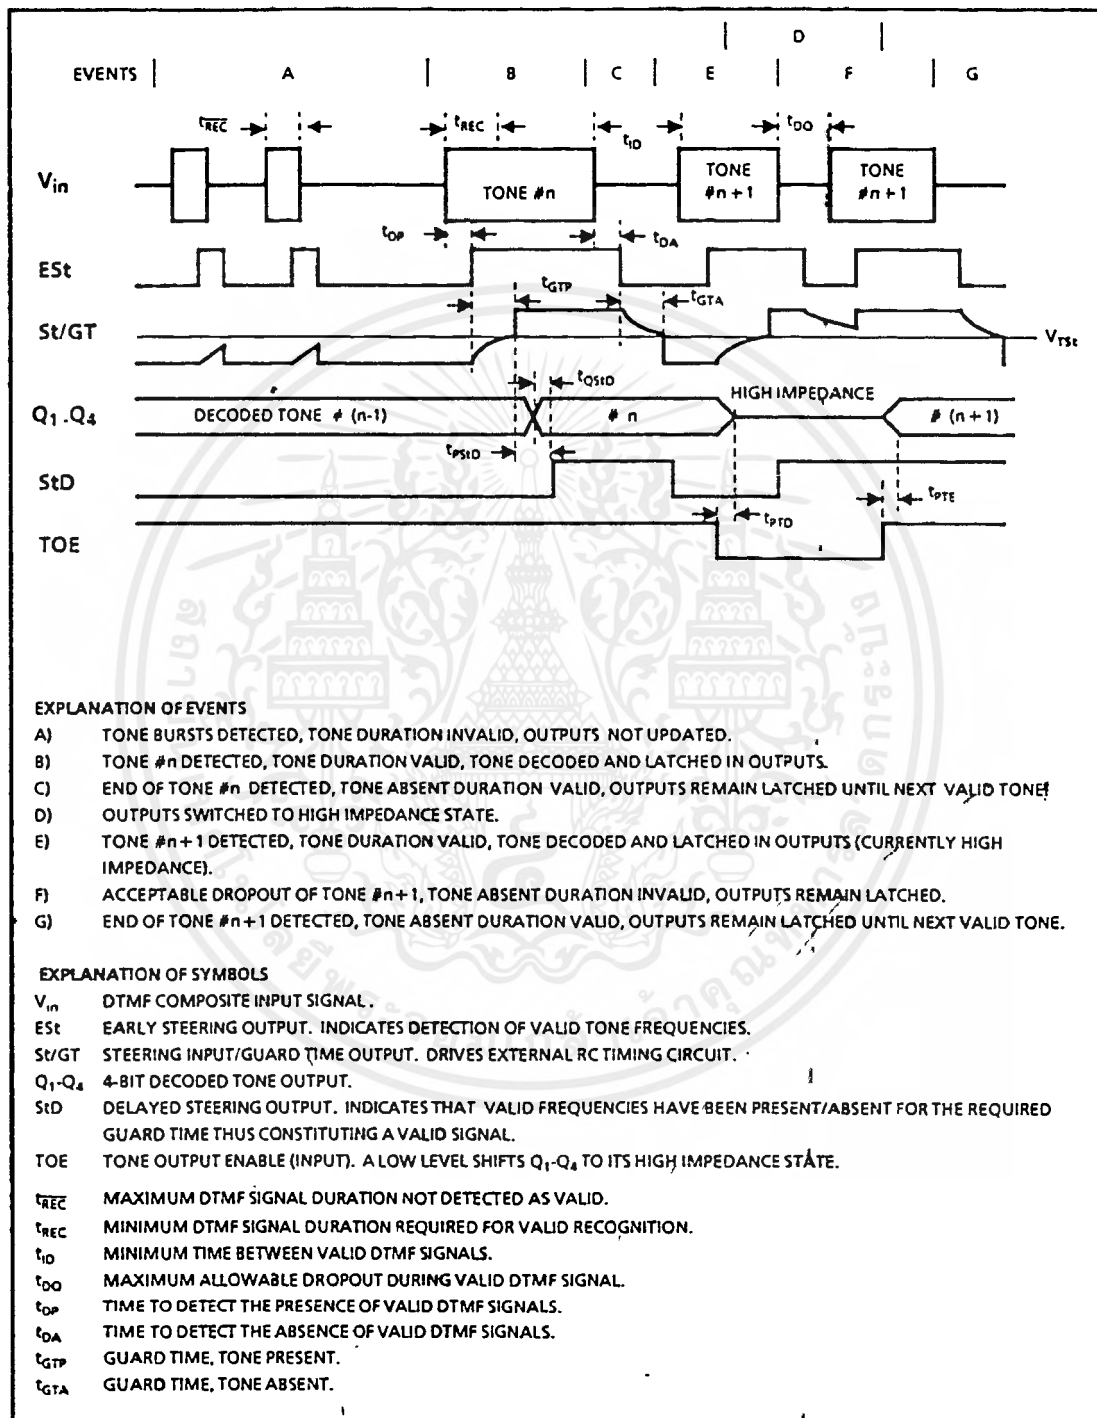 D
EVENTS A B C E F G
tREC tREC tID tDO
Vin TONE #n TONE #n+1 TONE #n+1
tDP tDA
ESt
tGTP tGTA
St/GT VTSt
tQStD HIGH IMPEDANCE
Q1-Q4 DECODED TONE # (n-1) # n # (n+1)
tPStD
StD
tPTD tPTE
TOE
EXPLANATION OF EVENTS
A) TONE BURSTS DETECTED, TONE DURATION INVALID, OUTPUTS NOT UPDATED.
B) TONE #n DETECTED, TONE DURATION VALID, TONE DECODED AND LATCHED IN OUTPUTS.
C) END OF TONE #n DETECTED, TONE ABSENT DURATION VALID, OUTPUTS REMAIN LATCHED UNTIL NEXT VALID TONE.
D) OUTPUTS SWITCHED TO HIGH IMPEDANCE STATE.
E) TONE #n+1 DETECTED, TONE DURATION VALID, TONE DECODED AND LATCHED IN OUTPUTS (CURRENTLY HIGH
IMPEDANCE).
F) ACCEPTABLE DROPOUT OF TONE #n+1, TONE ABSENT DURATION INVALID, OUTPUTS REMAIN LATCHED.
G) END OF TONE #n+1 DETECTED, TONE ABSENT DURATION VALID, OUTPUTS REMAIN LATCHED UNTIL NEXT VALID TONE.
EXPLANATION OF SYMBOLS
Vin DTMF COMPOSITE INPUT SIGNAL.
ESt EARLY STEERING OUTPUT. INDICATES DETECTION OF VALID TONE FREQUENCIES.
St/GT STEERING INPUT/GUARD TIME OUTPUT. DRIVES EXTERNAL RC TIMING CIRCUIT.
Q1-Q4 4-BIT DECODED TONE OUTPUT.
StD DELAYED STEERING OUTPUT. INDICATES THAT VALID FREQUENCIES HAVE BEEN PRESENT/ABSENT FOR THE REQUIRED
GUARD TIME THUS CONSTITUTING A VALID SIGNAL.
TOE TONE OUTPUT ENABLE (INPUT). A LOW LEVEL SHIFTS Q1-Q4 TO ITS HIGH IMPEDANCE STATE.
tREC MAXIMUM DTMF SIGNAL DURATION NOT DETECTED AS VALID.
tREC MINIMUM DTMF SIGNAL DURATION REQUIRED FOR VALID RECOGNITION.
tID MINIMUM TIME BETWEEN VALID DTMF SIGNALS.
tDO MAXIMUM ALLOWABLE DROPOUT DURING VALID DTMF SIGNAL.
tDP TIME TO DETECT THE PRESENCE OF VALID DTMF SIGNALS.
tDA TIME TO DETECT THE ABSENCE OF VALID DTMF SIGNALS.
tGTP GUARD TIME, TONE PRESENT.
tGTA GUARD TIME, TONE ABSENT.